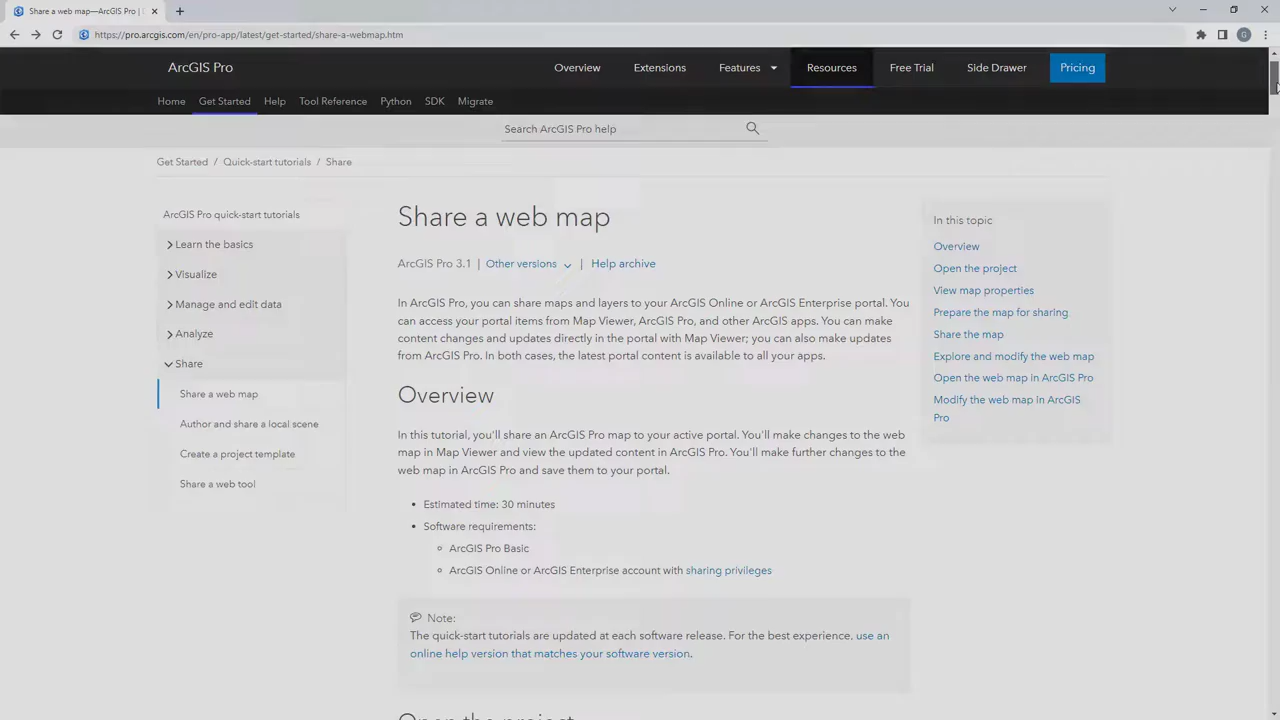 Share a web map—ArcGIS Pro |
https://pro.arcgis.com/en/pro-app/latest/get-started/share-a-webmap.htm
G
ArcGIS Pro
Overview
Extensions
Features
Resources
Free Trial
Side Drawer
Pricing
Home
Get Started
Help
Tool Reference
Python
SDK
Migrate
Search ArcGIS Pro help
Get Started / Quick-start tutorials / Share
ArcGIS Pro quick-start tutorials
Learn the basics
Visualize
Manage and edit data
Analyze
Share
Share a web map
Author and share a local scene
Create a project template
Share a web tool
Share a web map
ArcGIS Pro 3.1 | Other versions | Help archive
In ArcGIS Pro, you can share maps and layers to your ArcGIS Online or ArcGIS Enterprise portal. You
can access your portal items from Map Viewer, ArcGIS Pro, and other ArcGIS apps. You can make
content changes and updates directly in the portal with Map Viewer; you can also make updates
from ArcGIS Pro. In both cases, the latest portal content is available to all your apps.
Overview
In this tutorial, you'll share an ArcGIS Pro map to your active portal. You'll make changes to the web
map in Map Viewer and view the updated content in ArcGIS Pro. You'll make further changes to the
web map in ArcGIS Pro and save them to your portal.
• Estimated time: 30 minutes
• Software requirements:
ArcGIS Pro Basic
ArcGIS Online or ArcGIS Enterprise account with sharing privileges
Note:
The quick-start tutorials are updated at each software release. For the best experience, use an
online help version that matches your software version.
Open the project
In this topic
Overview
Open the project
View map properties
Prepare the map for sharing
Share the map
Explore and modify the web map
Open the web map in ArcGIS Pro
Modify the web map in ArcGIS
Pro